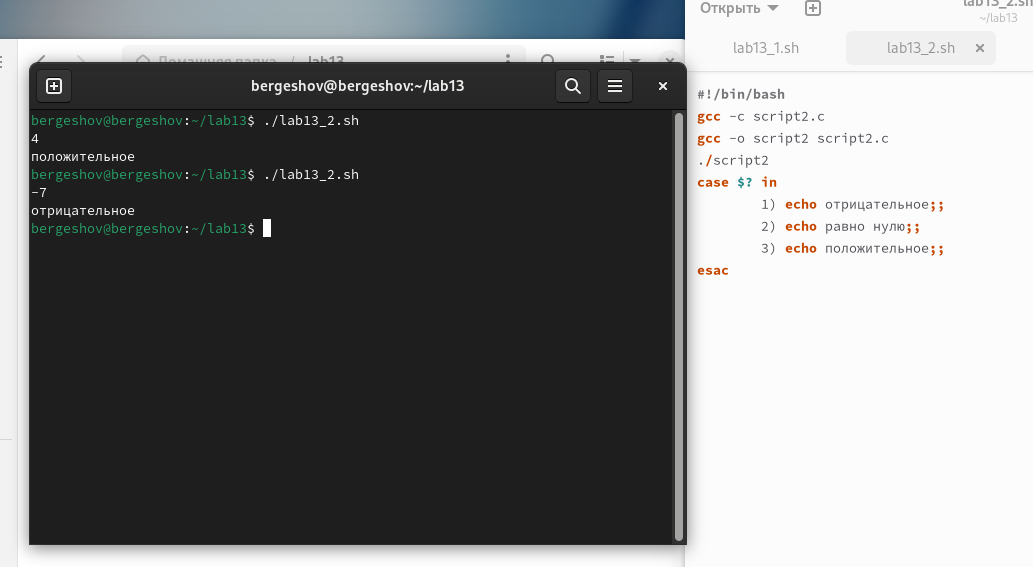 Открыть
lab13_2.sh
~/lab13
Домашняя папка / lab13
lab13_1.sh
lab13_2.sh
bergeshov@bergeshov:~/lab13
bergeshov@bergeshov:~/lab13$ ./lab13_2.sh
4
положительное
bergeshov@bergeshov:~/lab13$ ./lab13_2.sh
-7
отрицательное
bergeshov@bergeshov:~/lab13$
#!/bin/bash
gcc -c script2.c
gcc -o script2 script2.c
./script2
case $? in
1) echo отрицательное;;
2) echo равно нулю;;
3) echo положительное;;
esac